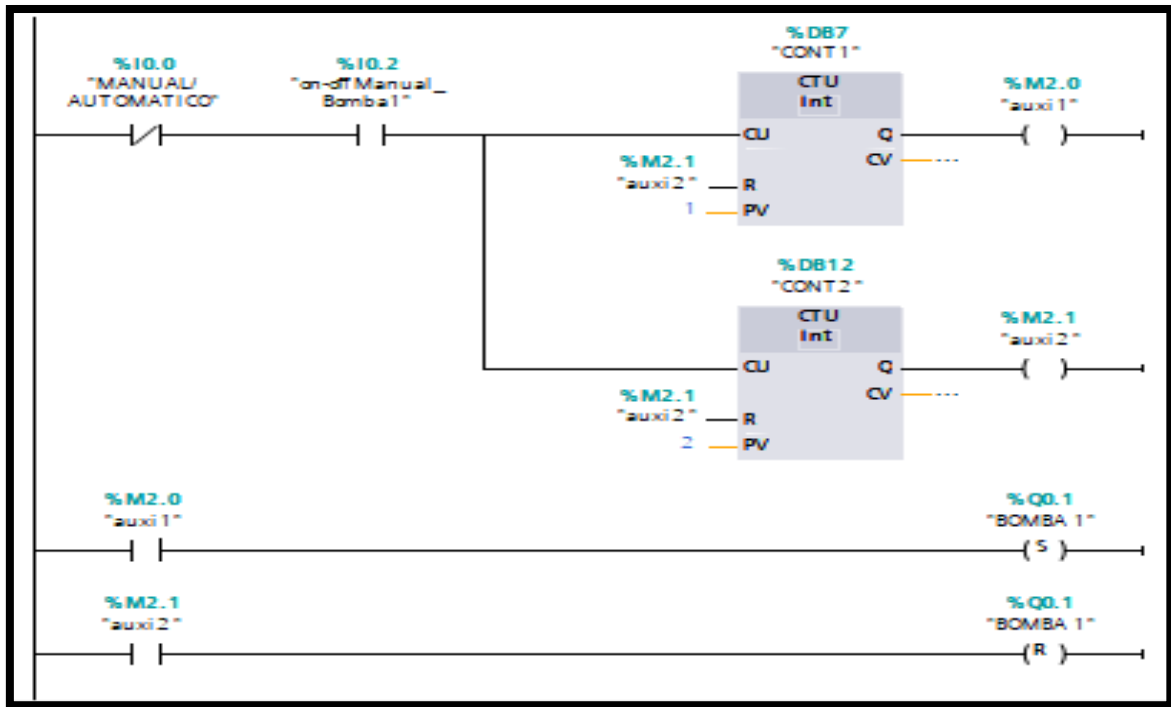 %DB7
"CONT1"
%I0.0
"MANUAL/
AUTOMATICO"
%I0.2
"on-off Manual_
Bomba1"
CTU
Int
%M2.0
"auxi1"
CU
Q
CV
---
( )
%M2.1
"auxi2"
R
1
PV
%DB12
"CONT2"
CTU
Int
%M2.1
"auxi2"
CU
Q
CV
---
( )
%M2.1
"auxi2"
R
2
PV
%M2.0
"auxi1"
%Q0.1
"BOMBA 1"
(S)
%M2.1
"auxi2"
%Q0.1
"BOMBA 1"
(R)